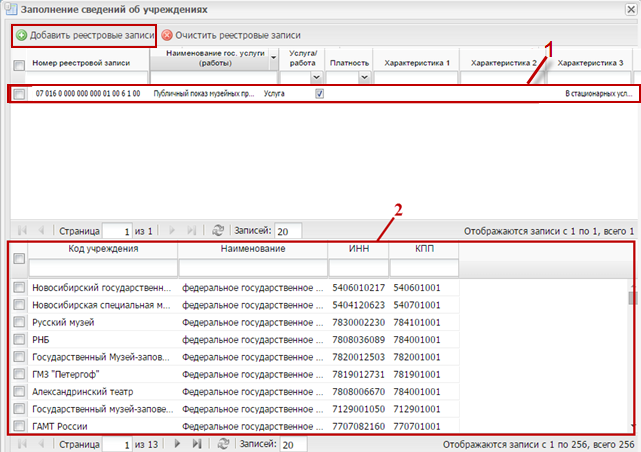 Заполнение сведений об учреждениях
Добавить реестровые записи Очистить реестровые записи
Номер реестровой записи Наименование гос. услуги (работы) Услуга/работа Платность Характеристика 1 Характеристика 2 Характеристика 3
1
07 016 0 000 000 000 01 00 6 1 00 Публичный показ музейных пр... Услуга В стационарных усл...
Страница 1 из 1 Записей: 20 Отображаются записи с 1 по 1, всего 1
2
Код учреждения Наименование ИНН КПП
Новосибирский государствен... федеральное государственное ... 5406010217 540601001
Новосибирская специальная м... федеральное государственное ... 5404120623 540701001
Русский музей федеральное государственное ... 7830002230 784101001
РНБ федеральное государственное ... 7808036089 784001001
Государственный Музей-запов... федеральное государственное ... 7820012503 782001001
ГМЗ "Петергоф" федеральное государственное ... 7819012731 781901001
Александринский театр федеральное государственное ... 7808006670 784001001
Государственный музей-запове... федеральное государственное ... 7129001050 712901001
ГАМТ России федеральное государственное ... 7707082160 770701001
Страница 1 из 13 Записей: 20 Отображаются записи с 1 по 256, всего 256